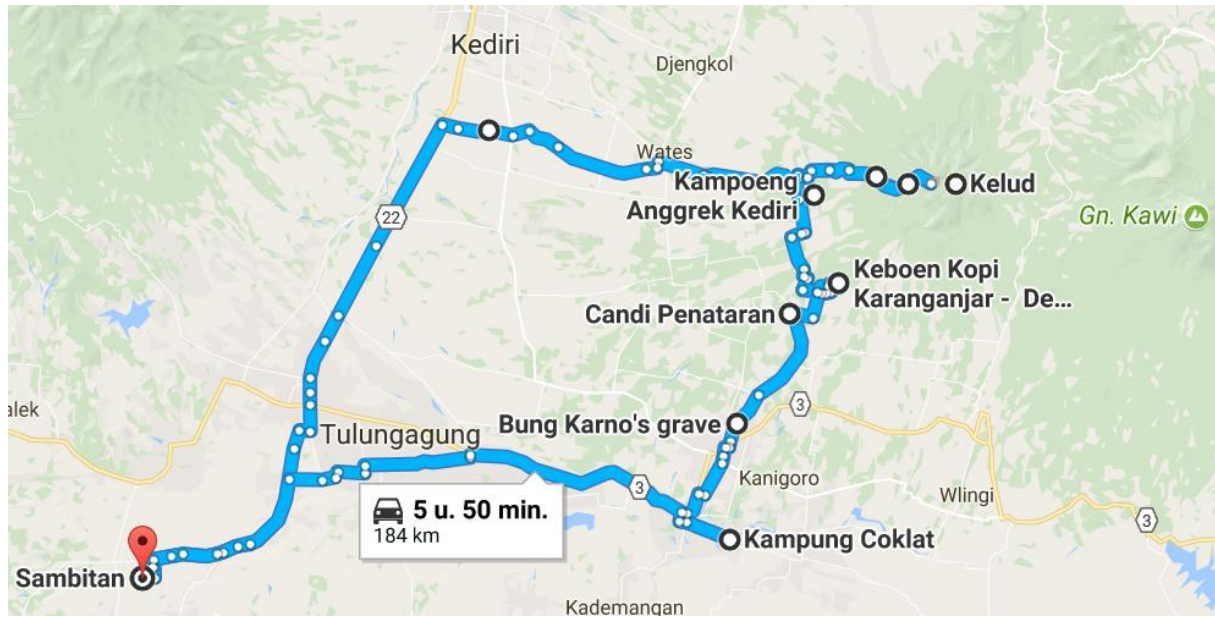 Kediri
Djengkol
Wates
Kampoeng
Anggrek Kediri
Kelud
22
Gn. Kawi
Keboen Kopi
Karanganjar - De...
Candi Penataran
alek
3
Bung Karno's grave
Tulungagung
Kanigoro
3
Wlingi
5 u. 50 min.
184 km
3
Kampung Coklat
Sambitan
Kademangan